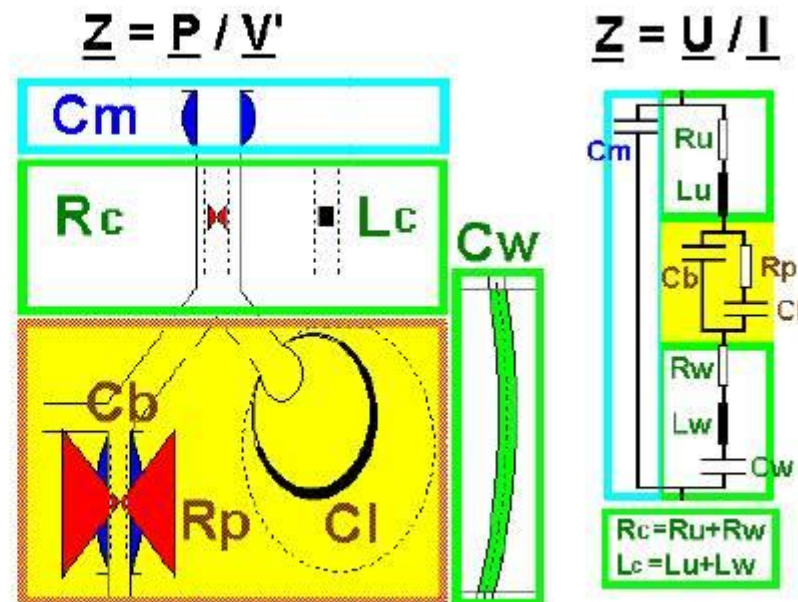 Z = P / V'
Cm
Rc
Lc
Cw
Cb
Rp
Cl
Z = U / I
Cm
Ru
Lu
Cb
Rp
Rw
Lw
Cw
Rc=Ru+Rw
Lc=Lu+Lw